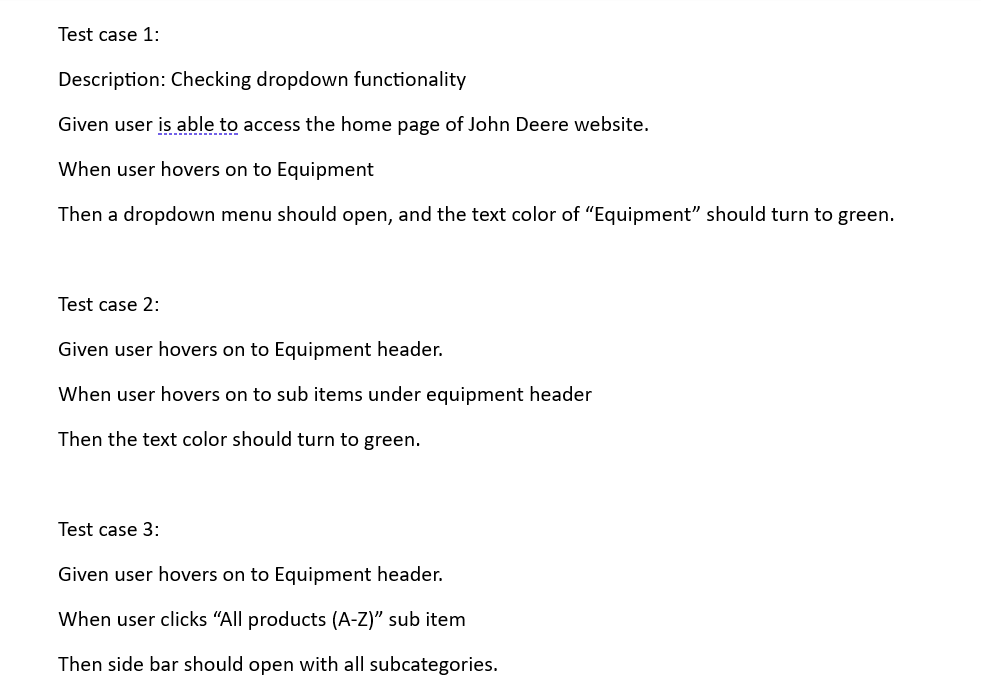 Test case 1:
Description: Checking dropdown functionality
Given user is able to access the home page of John Deere website.
When user hovers on to Equipment
Then a dropdown menu should open, and the text color of “Equipment” should turn to green.
Test case 2:
Given user hovers on to Equipment header.
When user hovers on to sub items under equipment header
Then the text color should turn to green.
Test case 3:
Given user hovers on to Equipment header.
When user clicks “All products (A-Z)” sub item
Then side bar should open with all subcategories.